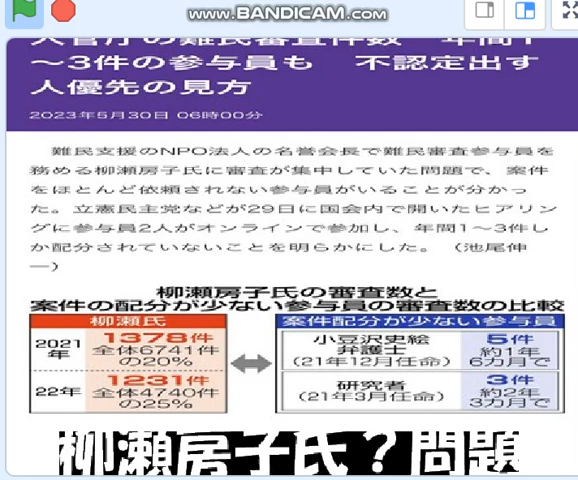 www.BANDICAM.com
入管庁の難民審査件数 年間1
～3件の参与員も 不認定出す
人優先の見方
2023年5月30日 06時00分
難民支援のNPO法人の名誉会長で難民審査参与員を
務める柳瀬房子氏に審査が集中していた問題で、案件
をほとんど依頼されない参与員がいることが分かっ
た。立憲民主党などが29日に国会内で開いたヒアリン
グに参与員2人がオンラインで参加し、年間1～3件し
か配分されていないことを明らかにした。（池尾伸
一）
柳瀬房子氏の審査数と
案件の配分が少ない参与員の審査数の比較
柳瀬氏
案件配分が少ない参与員
2021年
1378件
全体6741件
の20%
小豆沢史絵
弁護士
(21年12月任命)
5件
約1年
6カ月で
22年
1231件
全体4740件
の25%
研究者
(21年3月任命)
3件
約2年
3カ月で
柳瀬房子氏？問題